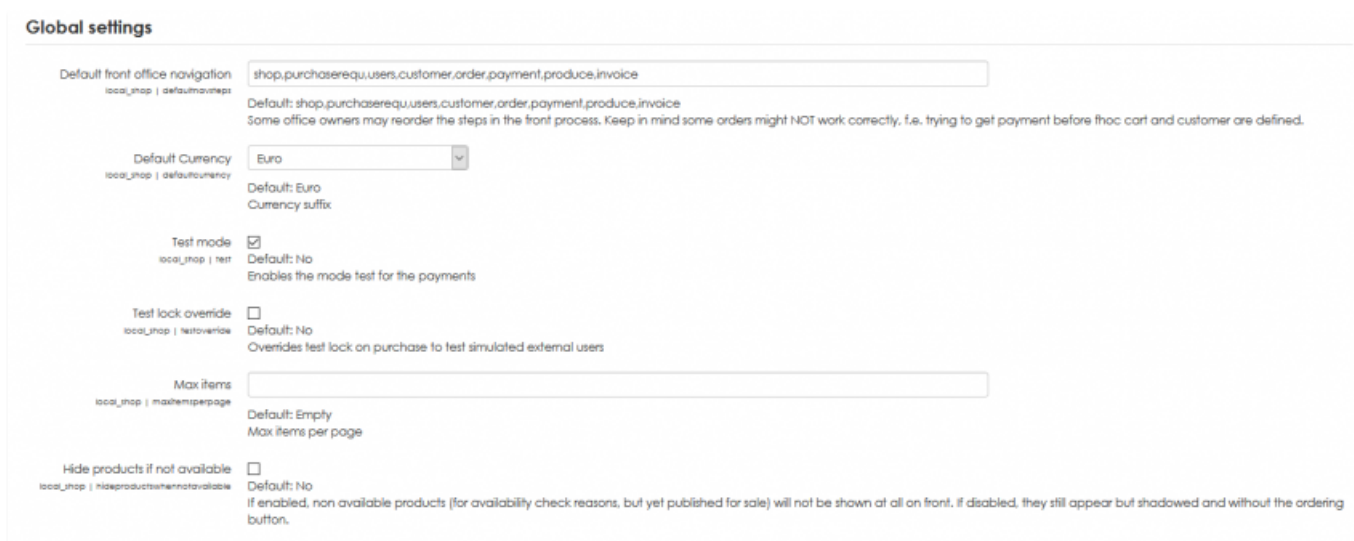 Global settings
Default front office navigation
shop,purchaserequ,users,customer,order,payment,produce,invoice
local_shop | defaultnavsteps
Default: shop,purchaserequ,users,customer,order,payment,produce,invoice
Some office owners may reorder the steps in the front process. Keep in mind some orders might NOT work correctly, f.e. trying to get payment before fhoc cart and customer are defined.
Default Currency
Euro
local_shop | defaultcurrency
Default: Euro
Currency suffix
Test mode
local_shop | test
Default: No
Enables the mode test for the payments
Test lock override
local_shop | testoverride
Default: No
Overrides test lock on purchase to test simulated external users
Max items
local_shop | maxitemsperpage
Default: Empty
Max items per page
Hide products if not available
local_shop | hideproductswhennotavailable
Default: No
If enabled, non available products (for availability check reasons, but yet published for sale) will not be shown at all on front. If disabled, they still appear but shadowed and without the ordering
button.